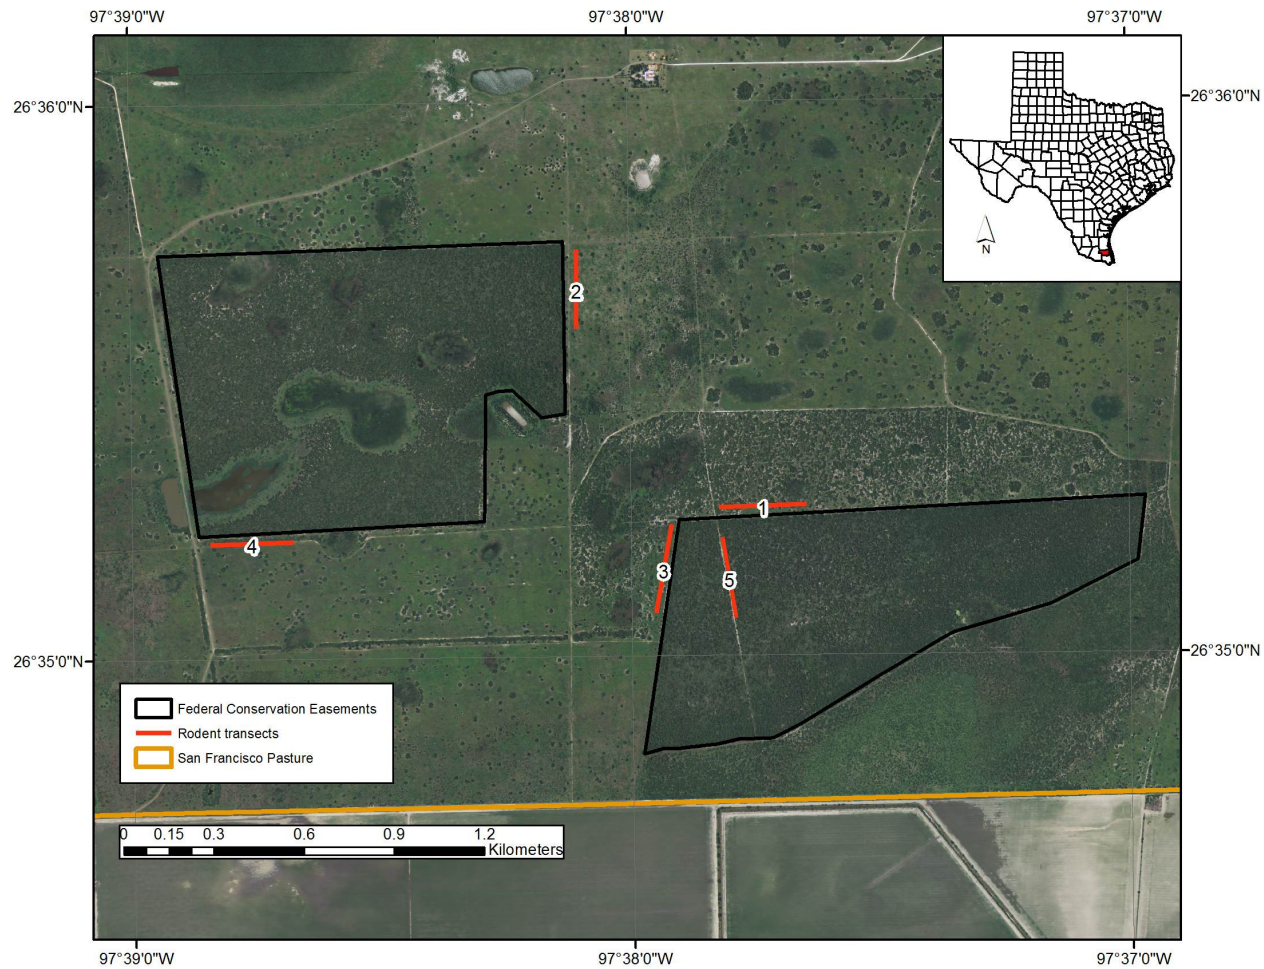 97°39'0"W 97°38'0"W 97°37'0"W
26°36'0"N 26°36'0"N
N
2
1
4
3
5
26°35'0"N 26°35'0"N
Federal Conservation Easements
Rodent transects
San Francisco Pasture
0 0.15 0.3 0.6 0.9 1.2
Kilometers
97°39'0"W 97°38'0"W 97°37'0"W